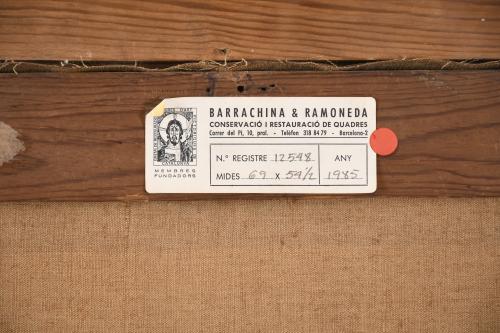 BARRACHINA & RAMONEDA
CONSERVACIÓ I RESTAURACIÓ DE QUADRES
Carrer del Pi, 10, pral. - Telèfon 318 84 79 - Barcelona-2
MEMBRES
FUNDADORS
N.º REGISTRE 12548
ANY
MIDES 69 X 54½
1985